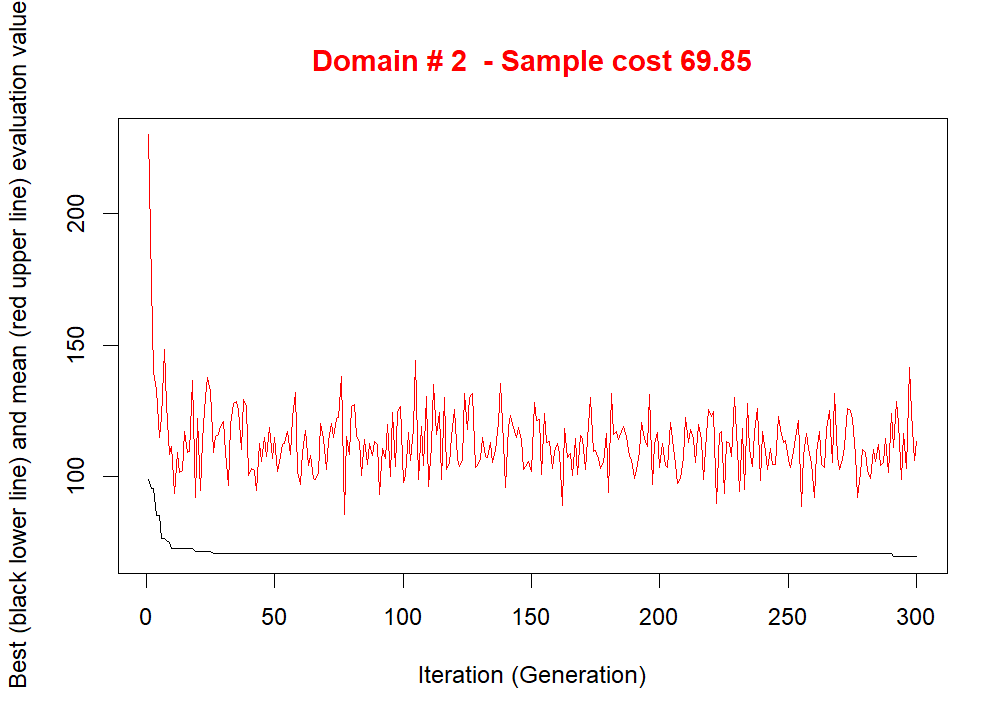 Domain # 2  - Sample cost 69.85
Best (black lower line) and mean (red upper line) evaluation value
200
150
100
0 50 100 150 200 250 300
Iteration (Generation)